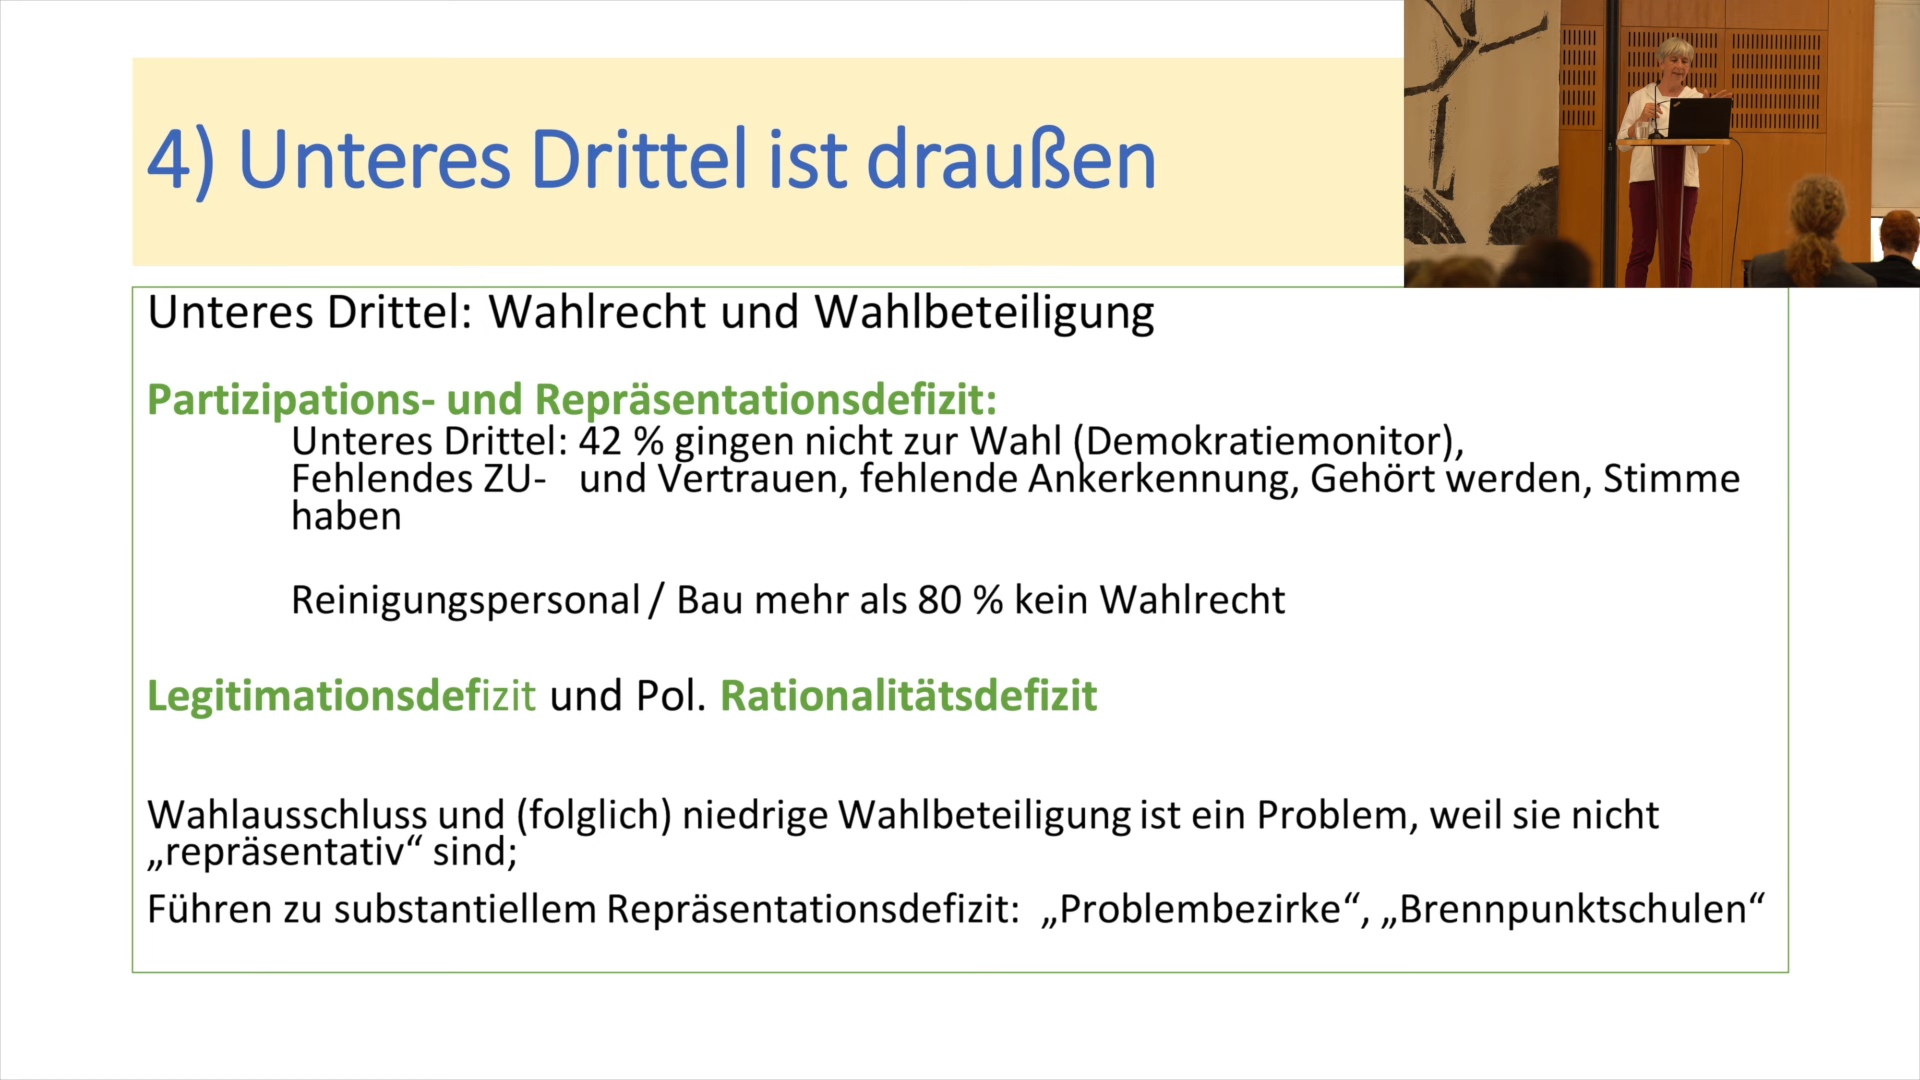 4) Unteres Drittel ist draußen
Unteres Drittel: Wahlrecht und Wahlbeteiligung
Partizipations- und Repräsentationsdefizit:
Unteres Drittel: 42 % gingen nicht zur Wahl (Demokratiemonitor),
Fehlendes ZU- und Vertrauen, fehlende Ankerkennung, Gehört werden, Stimme
haben
Reinigungspersonal / Bau mehr als 80 % kein Wahlrecht
Legitimationsdefizit und Pol. Rationalitätsdefizit
Wahlausschluss und (folglich) niedrige Wahlbeteiligung ist ein Problem, weil sie nicht
„repräsentativ“ sind;
Führen zu substantiellem Repräsentationsdefizit: „Problembezirke“, „Brennpunktschulen“